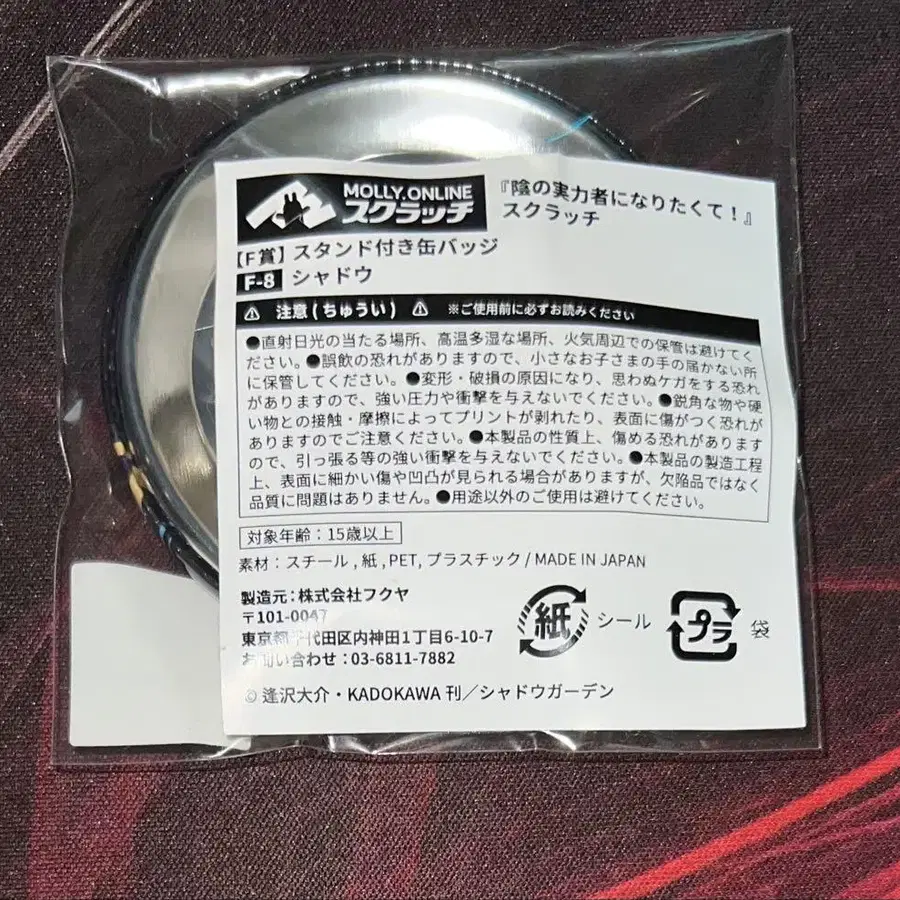 MOLLY.ONLINE
スクラッチ
『陰の実力者になりたくて！』
スクラッチ
【F賞】スタンド付き缶バッジ
F-8 シャドウ
注意(ちゅうい) ※ご使用前に必ずお読みください
●直射日光の当たる場所、高温多湿な場所、火気周辺での保管は避けてく
ださい。●誤飲の恐れがありますので、小さなお子さまの手の届かない所
に保管してください。●変形・破損の原因になり、思わぬケガをする恐れ
がありますので、強い圧力や衝撃を与えないでください。●鋭角な物や硬
い物との接触・摩擦によってプリントが剥れたり、表面に傷がつく恐れが
ありますのでご注意ください。●本製品の性質上、傷める恐れがあります
ので、引っ張る等の強い衝撃を与えないでください。●本製品の製造工程
上、表面に細かい傷や凹凸が見られる場合がありますが、欠陥品ではなく
品質に問題はありません。●用途以外のご使用は避けてください。
対象年齢：15歳以上
素材：スチール,紙,PET,プラスチック/MADE IN JAPAN
製造元：株式会社フクヤ
〒101-0047
東京都千代田区内神田1丁目6-10-7
お問い合わせ：03-6811-7882
紙 シール
プラ 袋
© 逢沢大介・KADOKAWA 刊／シャドウガーデン